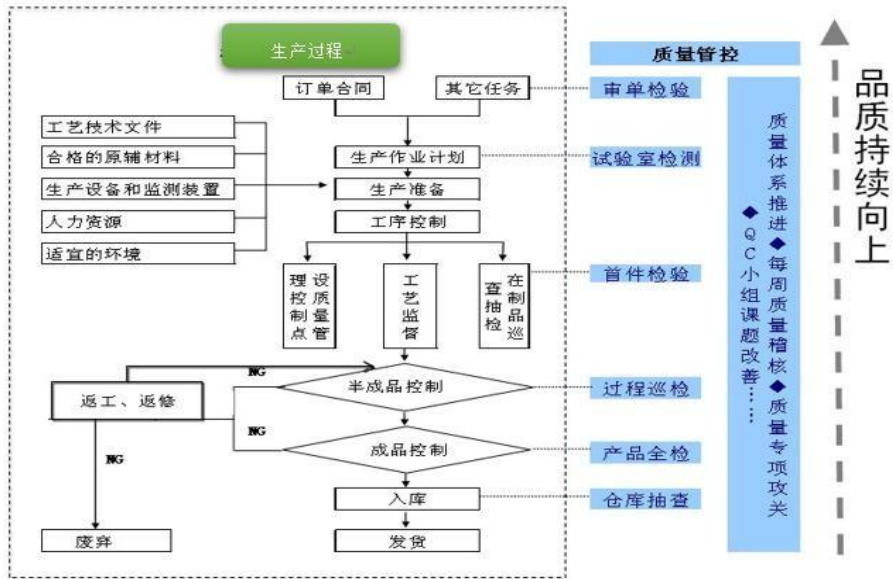 生产过程
质量管控
订单合同
其它任务
审单检验
工艺技术文件
合格的原辅材料
生产设备和监测装置
人力资源
适宜的环境
生产作业计划
试验室检测
生产准备
工序控制
设质量管
理控制点
工艺监督
在制品巡
查抽检
首件检验
NG
半成品控制
过程巡检
返工、返修
NG
成品控制
产品全检
NG
入库
仓库抽查
废弃
发货
质量体系推进◆每周质量稽核◆质量专项攻关
◆QC小组课题改善……
品质持续向上